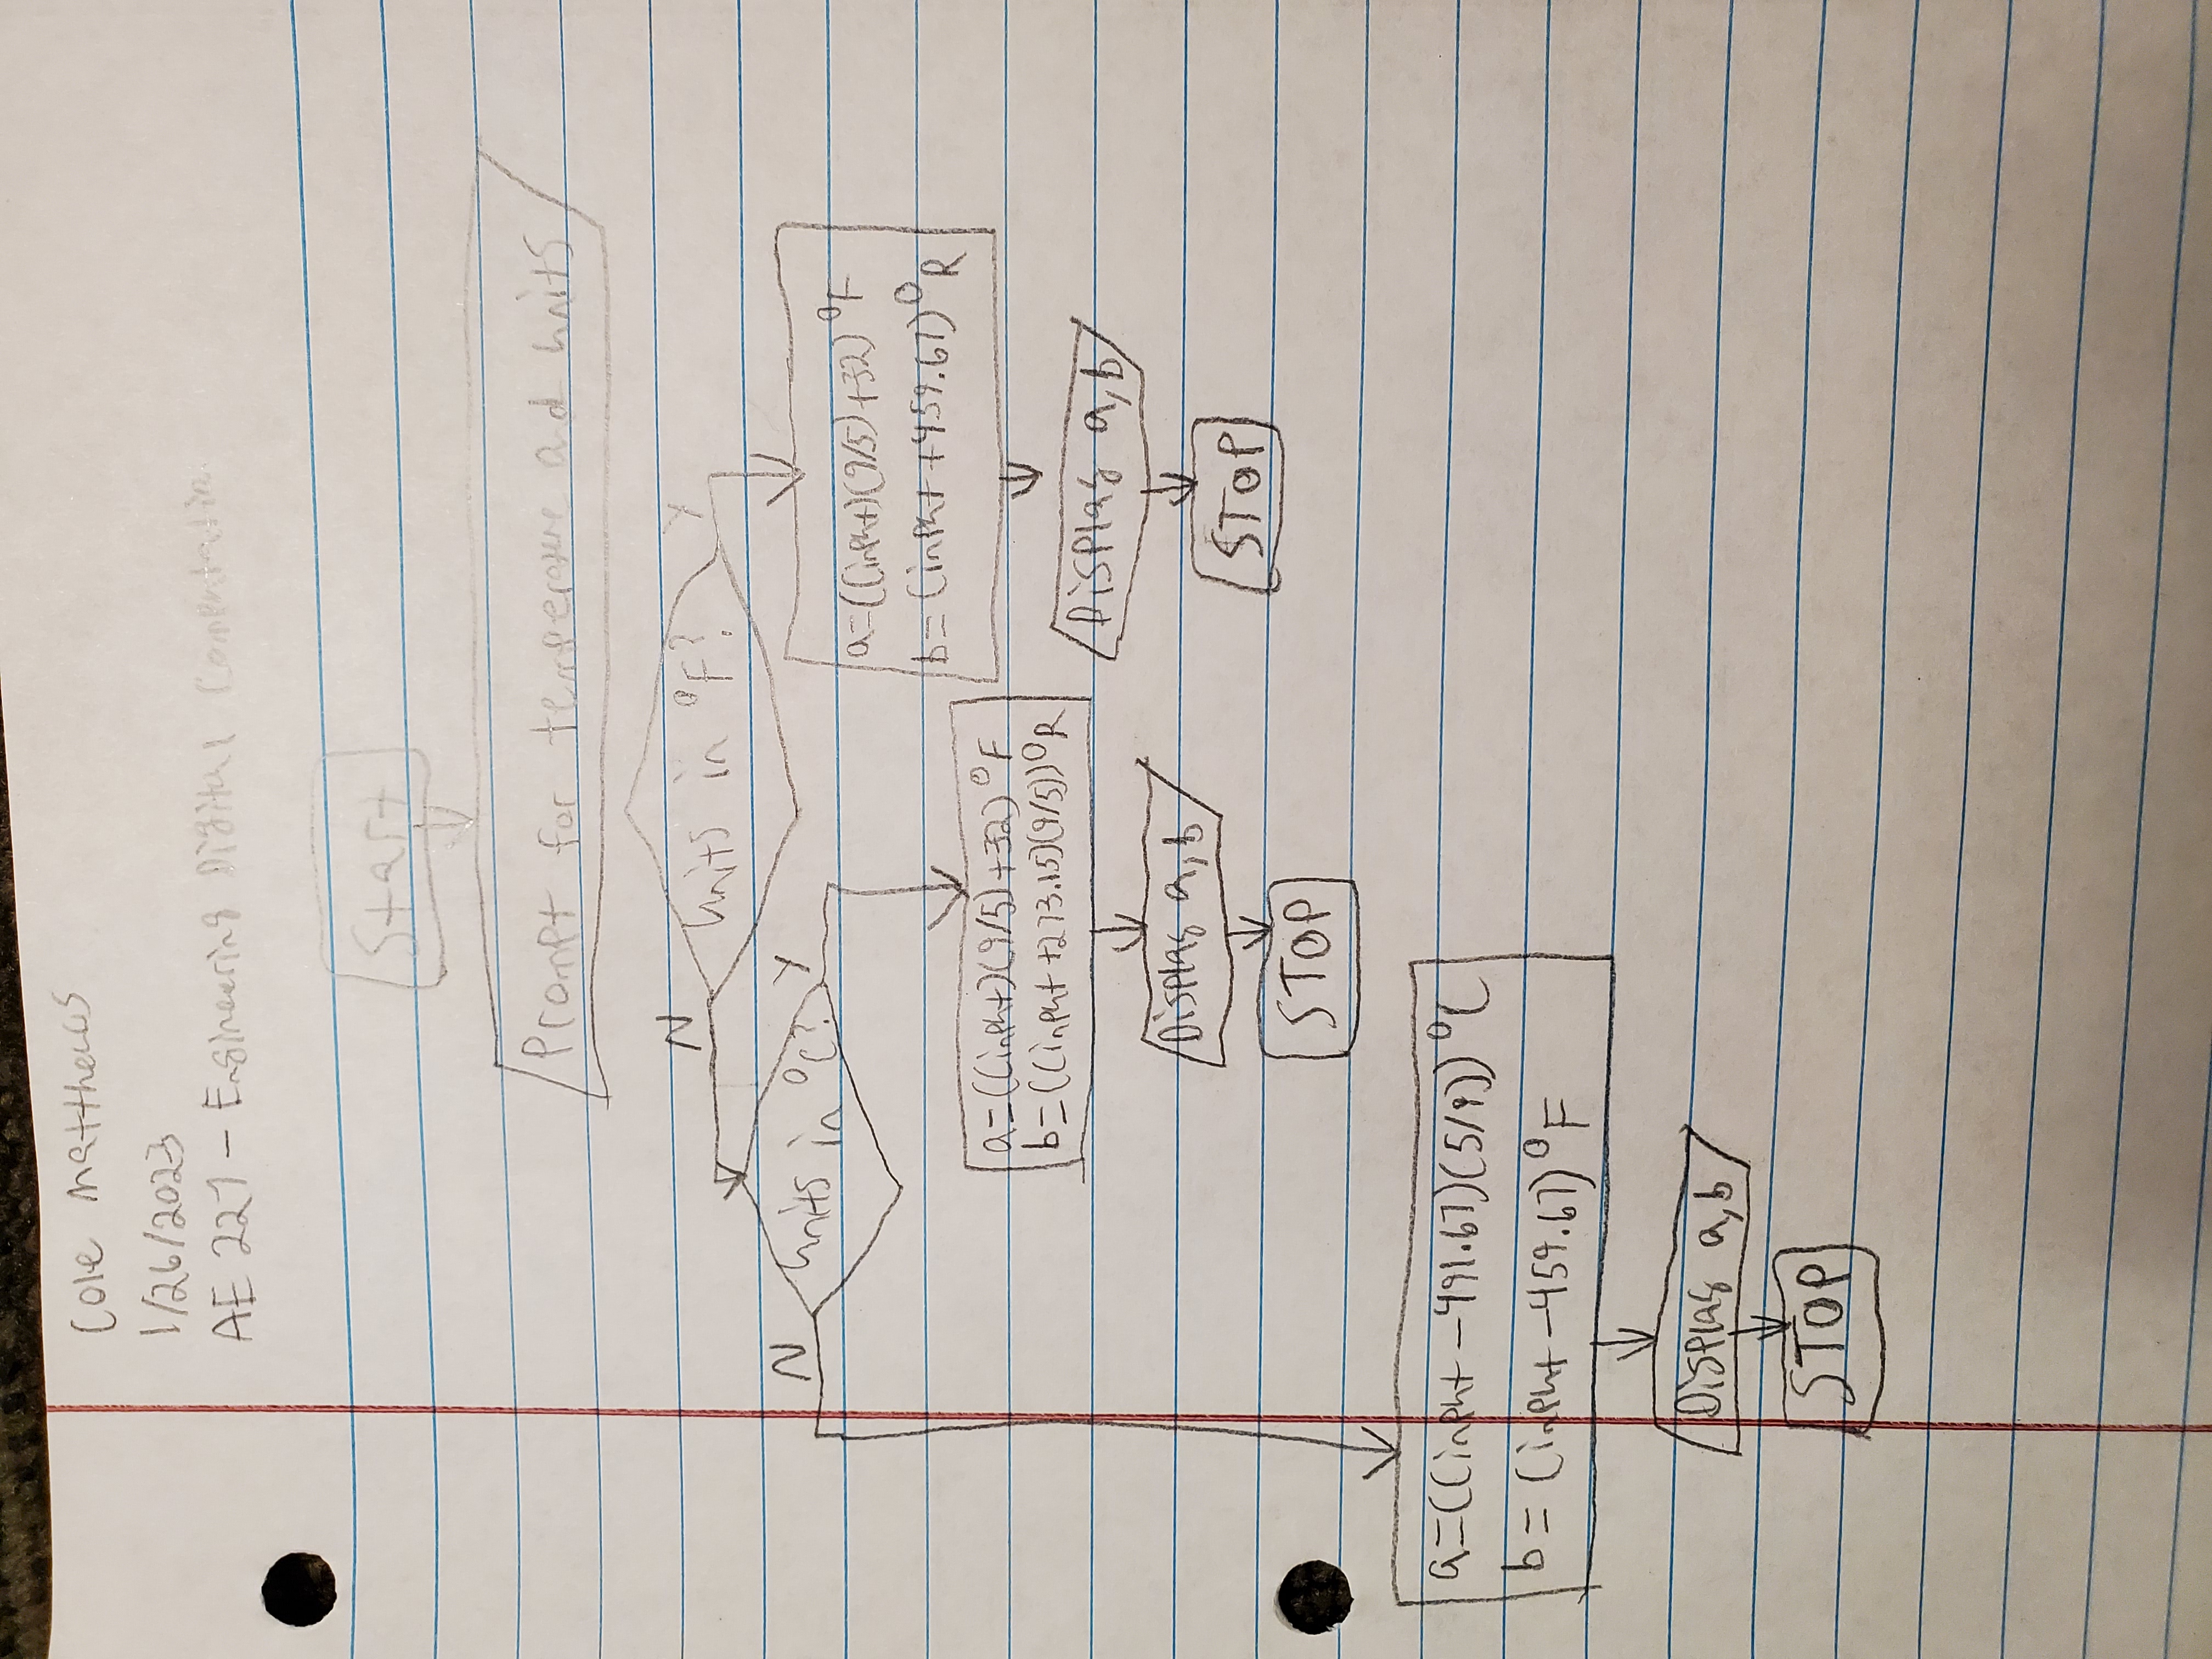 Cole Matthews
1/26/2023
AE 227 - Engineering Digital Computation
Start
Prompt for temperature and units
N
Units in °F?
Y
N
Units in °C?
Y
a=((input)(9/5)+32)°F
b=(input+459.67)°R
a=((input)(9/5)+32)°F
b=((input+273.15)(9/5))°R
Display a,b
Display a,b
STOP
STOP
a=((input-491.67)(5/9))°C
b=(input-459.67)°F
Display a,b
STOP